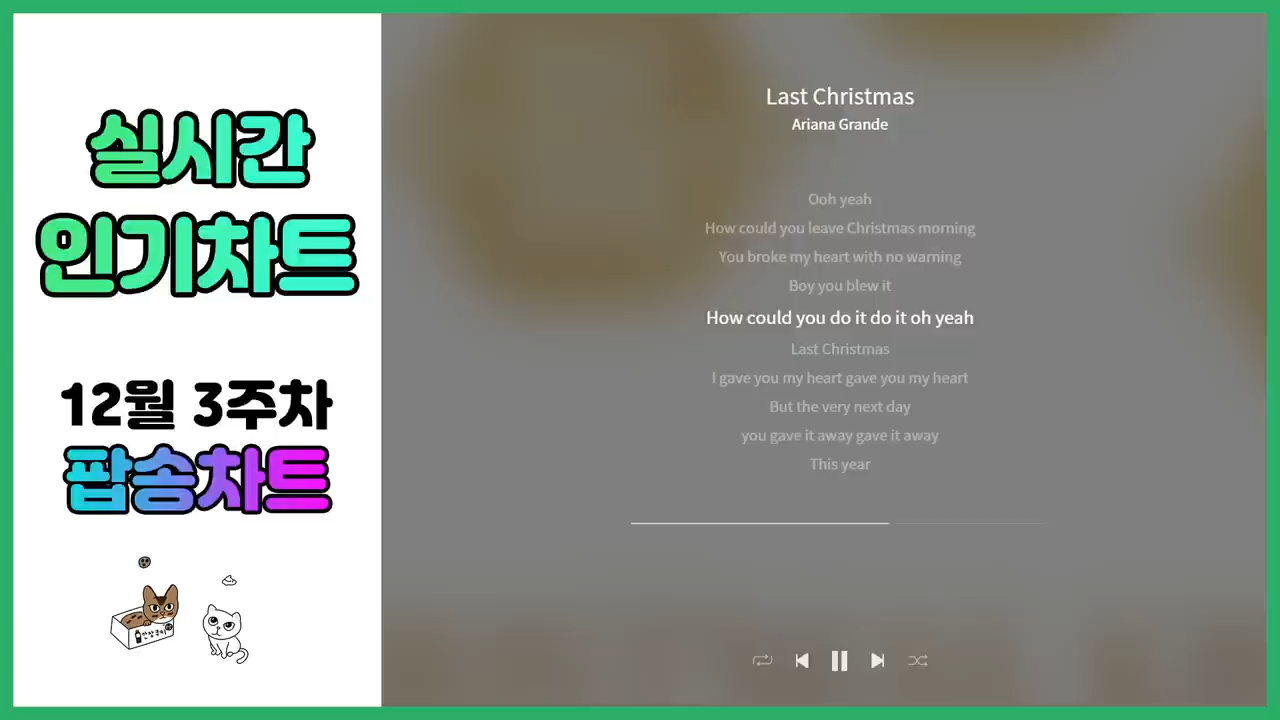 실시간
인기차트
12월 3주차
팝송차트
Last Christmas
Ariana Grande
Ooh yeah
How could you leave Christmas morning
You broke my heart with no warning
Boy you blew it
How could you do it do it oh yeah
Last Christmas
I gave you my heart gave you my heart
But the very next day
you gave it away gave it away
This year